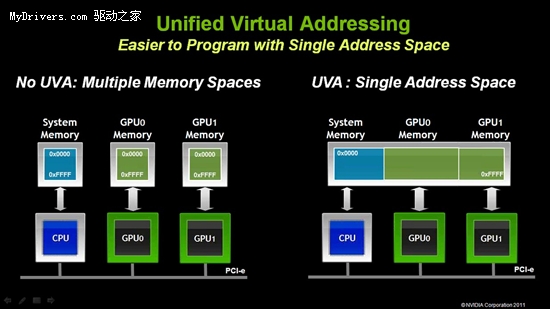 MyDrivers.com 驱动之家
Unified Virtual Addressing
Easier to Program with Single Address Space
No UVA: Multiple Memory Spaces
System Memory
GPU0 Memory
GPU1 Memory
0x0000
0xFFFF
0x0000
0xFFFF
0x0000
0xFFFF
CPU
GPU0
GPU1
PCI-e
UVA : Single Address Space
System Memory
GPU0 Memory
GPU1 Memory
0x0000
0xFFFF
CPU
GPU0
GPU1
PCI-e
© NVIDIA Corporation 2011